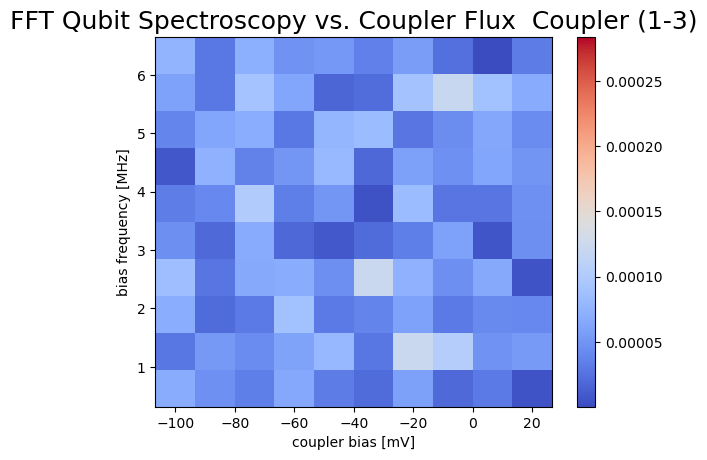 FFT Qubit Spectroscopy vs. Coupler Flux  Coupler (1-3)
6
5
4
3
2
1
bias frequency [MHz]
−100 −80 −60 −40 −20 0 20
coupler bias [mV]
0.00025
0.00020
0.00015
0.00010
0.00005